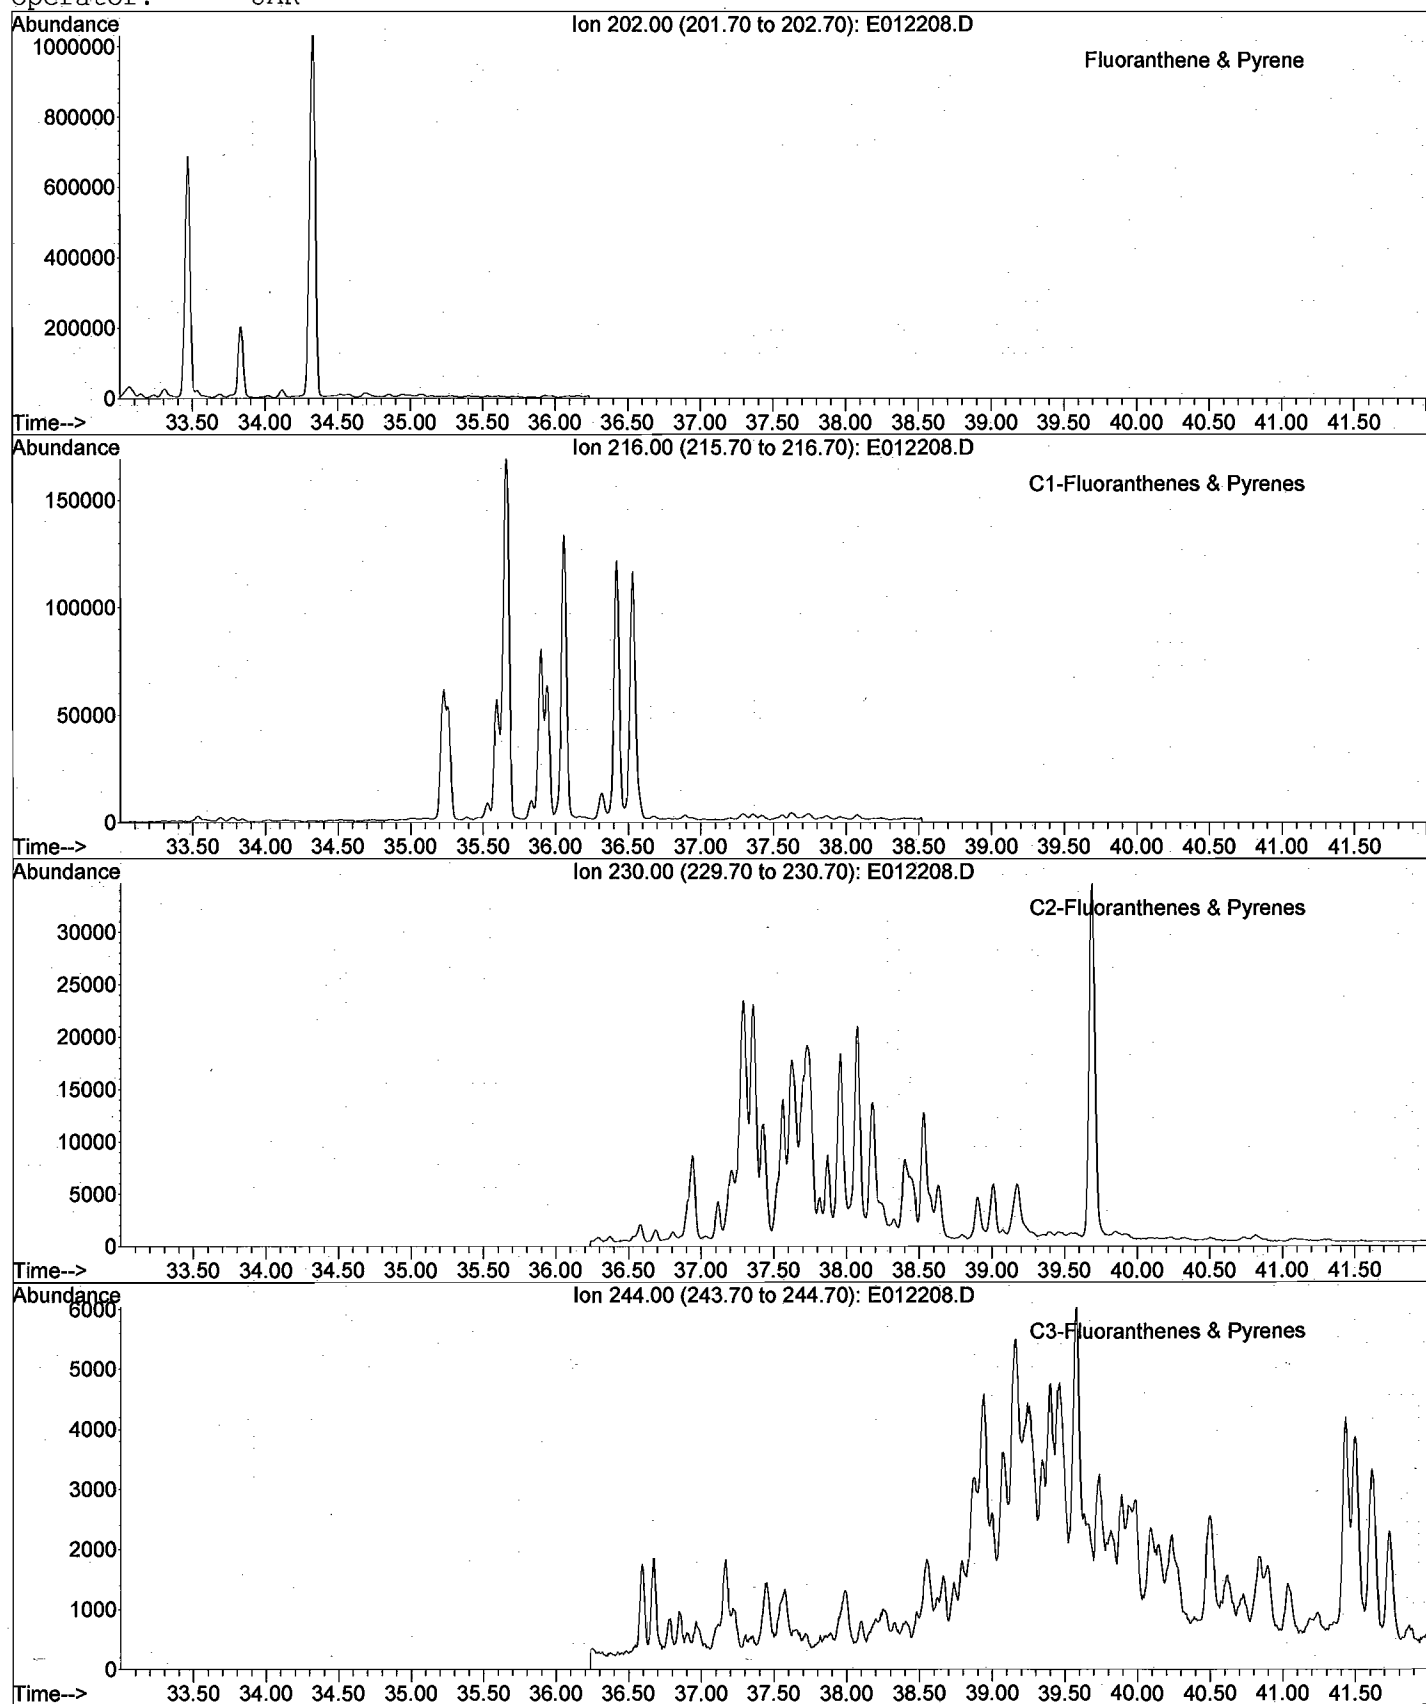 Abundance
Ion 202.00 (201.70 to 202.70): E012208.D
1000000
Fluoranthene & Pyrene
800000
600000
400000
200000
0
Time--> 33.50 34.00 34.50 35.00 35.50 36.00 36.50 37.00 37.50 38.00 38.50 39.00 39.50 40.00 40.50 41.00 41.50
Abundance
Ion 216.00 (215.70 to 216.70): E012208.D
C1-Fluoranthenes & Pyrenes
150000
100000
50000
0
Time--> 33.50 34.00 34.50 35.00 35.50 36.00 36.50 37.00 37.50 38.00 38.50 39.00 39.50 40.00 40.50 41.00 41.50
Abundance
Ion 230.00 (229.70 to 230.70): E012208.D
C2-Fluoranthenes & Pyrenes
30000
25000
20000
15000
10000
5000
0
Time--> 33.50 34.00 34.50 35.00 35.50 36.00 36.50 37.00 37.50 38.00 38.50 39.00 39.50 40.00 40.50 41.00 41.50
Abundance
Ion 244.00 (243.70 to 244.70): E012208.D
6000
C3-Fluoranthenes & Pyrenes
5000
4000
3000
2000
1000
0
Time--> 33.50 34.00 34.50 35.00 35.50 36.00 36.50 37.00 37.50 38.00 38.50 39.00 39.50 40.00 40.50 41.00 41.50